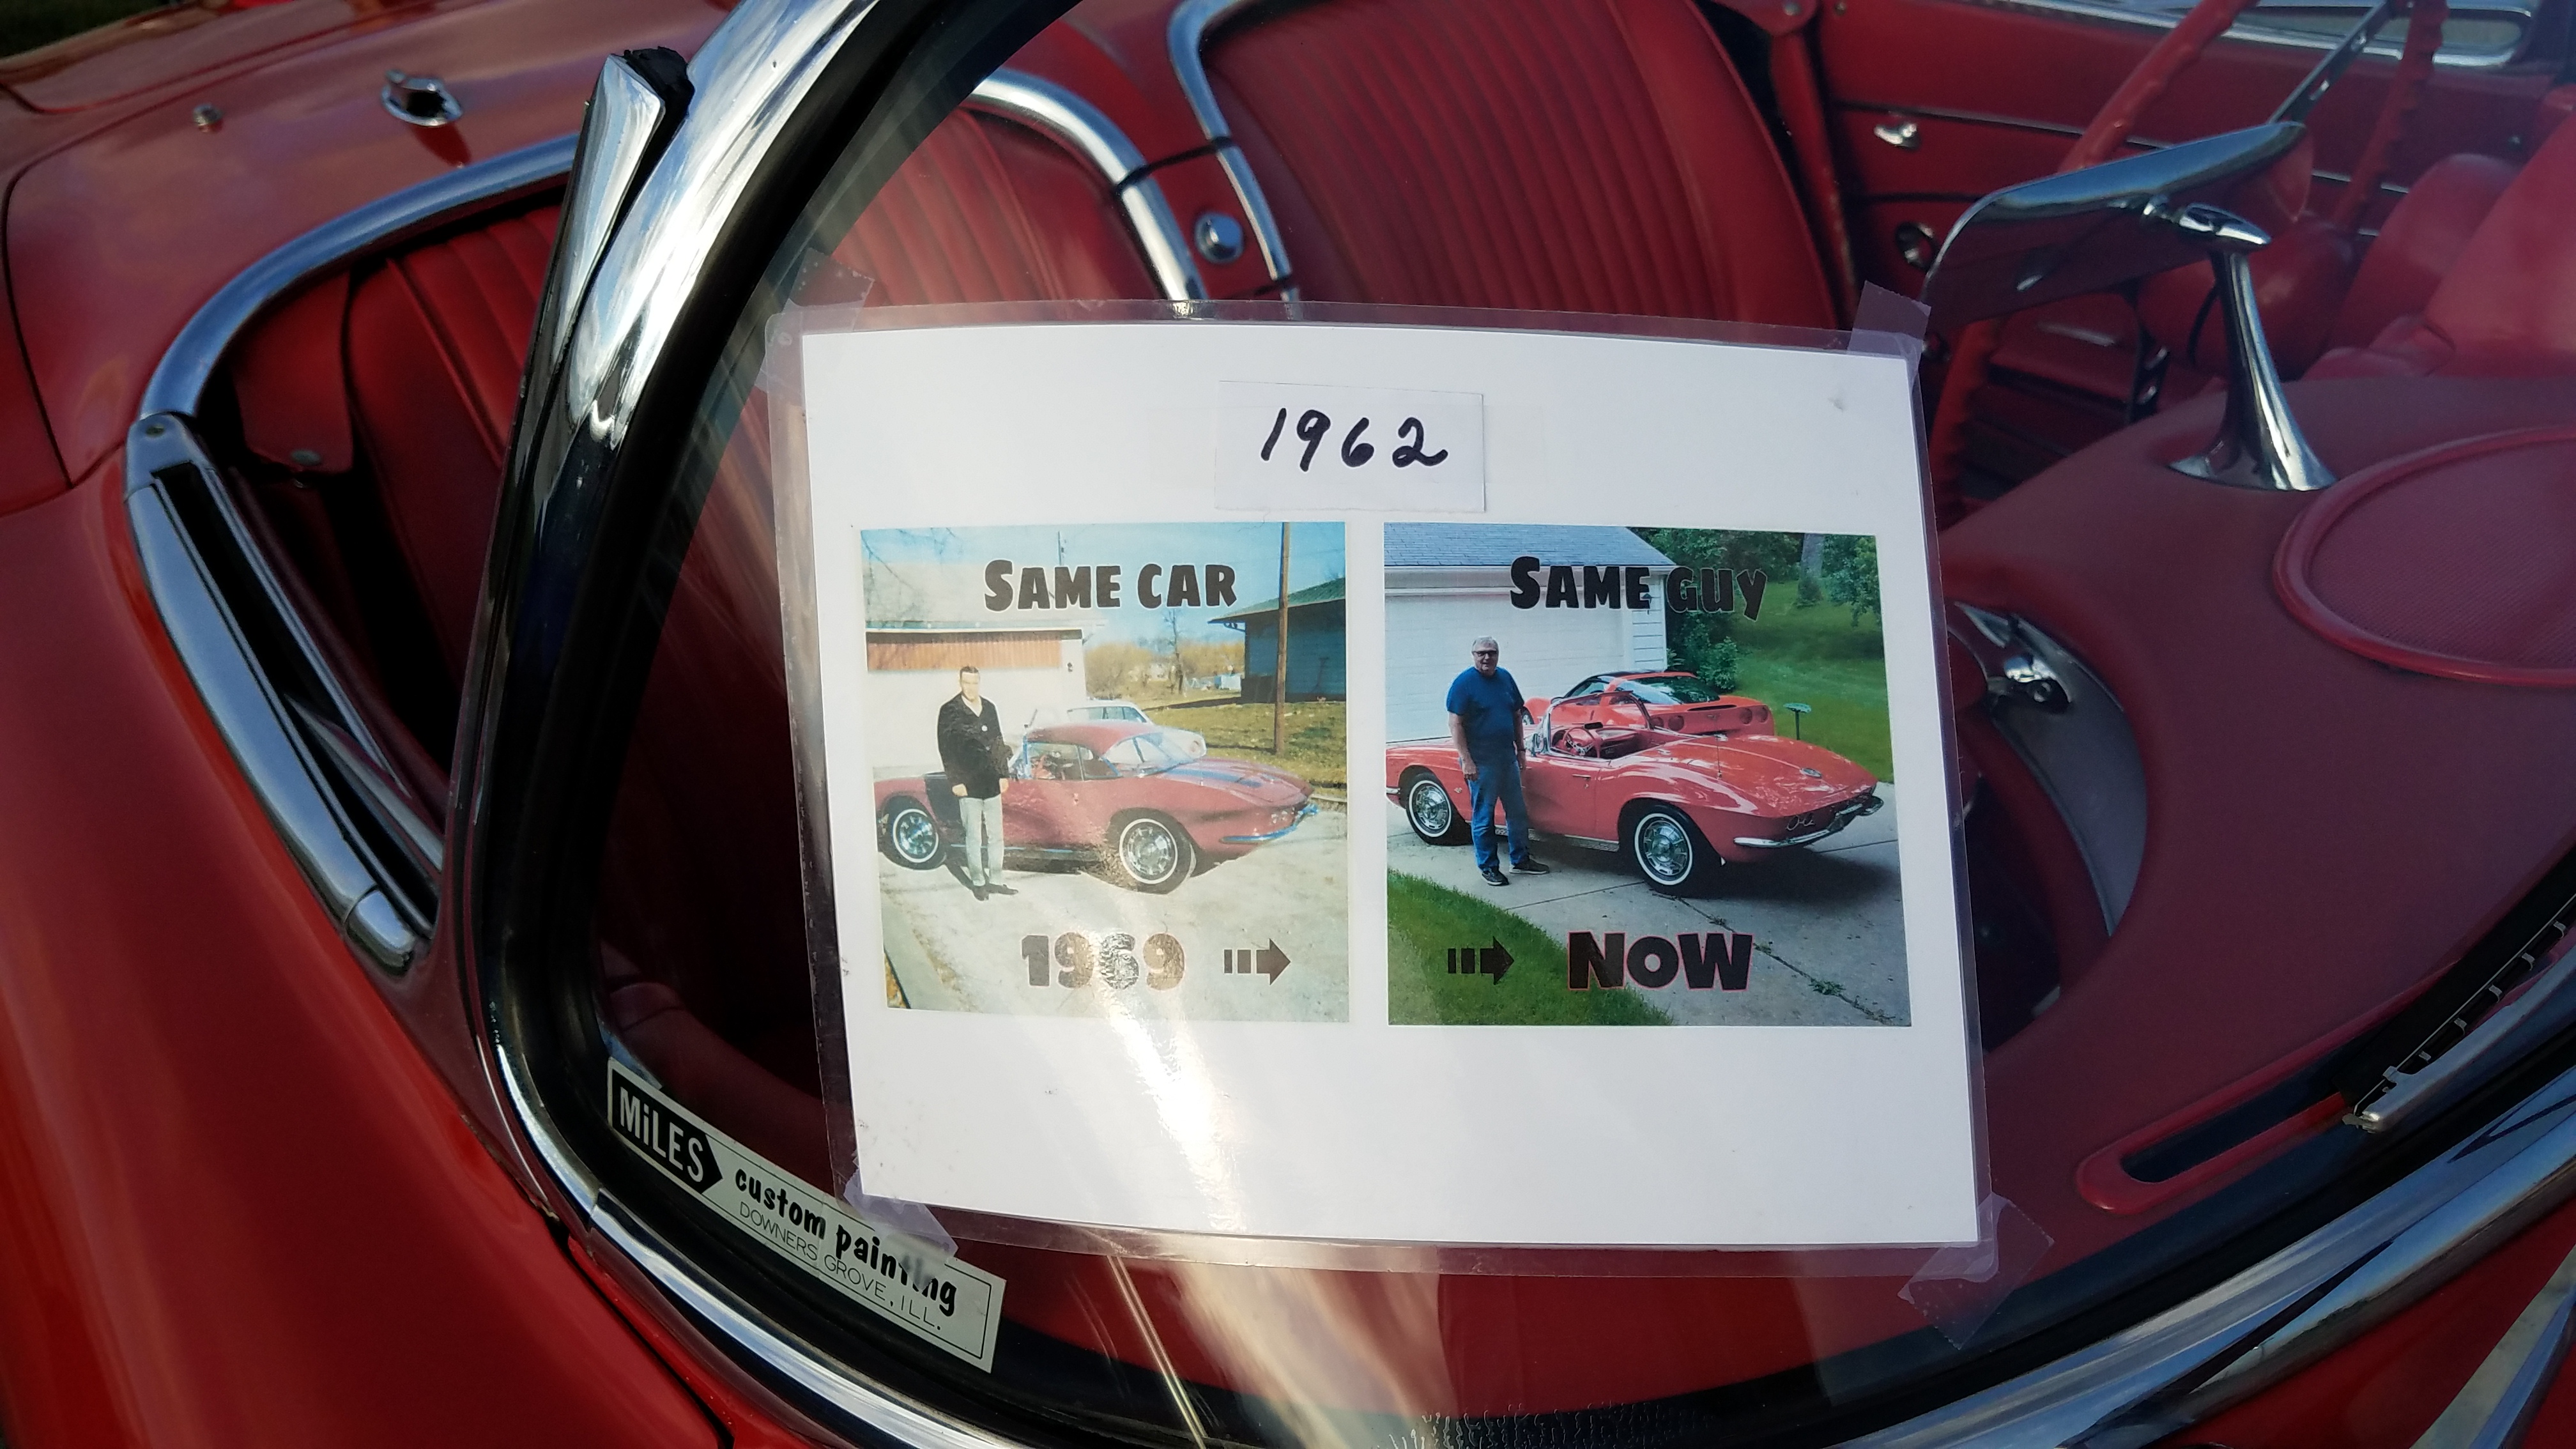 1962
SAME CAR
SAME GUY
1969
NOW
MiLES
custom painting
DOWNERS GROVE, ILL.